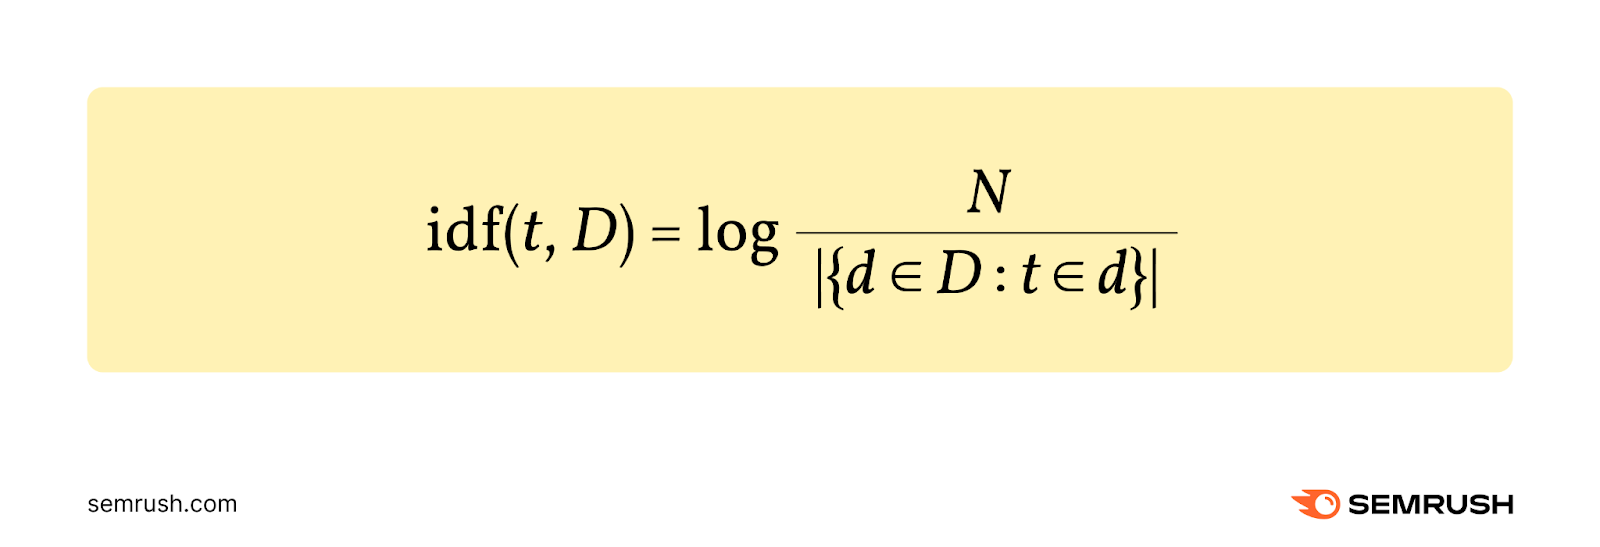 idf(t, D) = log N / |{d ∈ D : t ∈ d}|
semrush.com
SEMRUSH